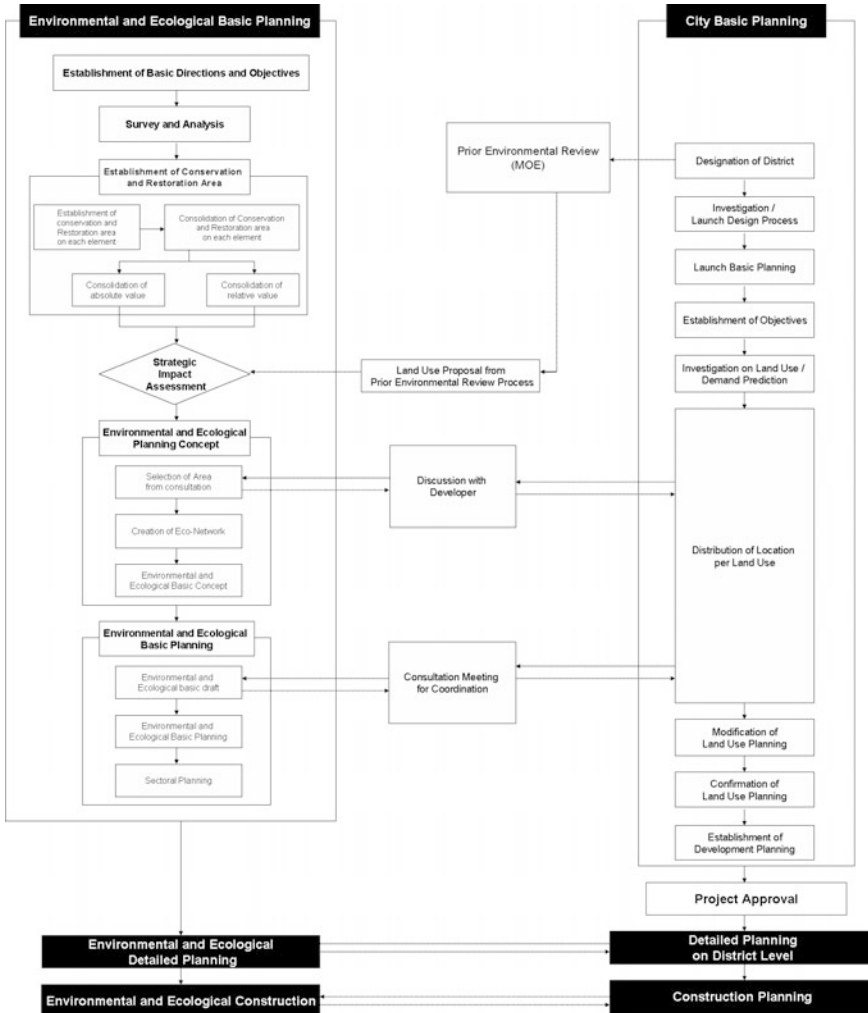 Environmental and Ecological Basic Planning
Establishment of Basic Directions and Objectives
Survey and Analysis
Establishment of Conservation
and Restoration Area
Establishment of
conservation and
Restoration area
on each element
Consolidation of Conservation
and Restoration area
on each element
Consolidation of
absolute value
Consolidation of
relative value
Strategic
Impact
Assessment
Environmental and Ecological
Planning Concept
Selection of Area
from consultation
Creation of Eco-Network
Environmental and
Ecological Basic Concept
Environmental and Ecological
Basic Planning
Environmental and
Ecological basic draft
Environmental and
Ecological Basic Planning
Sectoral Planning
Environmental and Ecological
Detailed Planning
Environmental and Ecological Construction
Prior Environmental Review
(MOE)
Land Use Proposal from
Prior Environmental Review Process
Discussion with
Developer
Consultation Meeting
for Coordination
City Basic Planning
Designation of District
Investigation /
Launch Design Process
Launch Basic Planning
Establishment of Objectives
Investigation on Land Use /
Demand Prediction
Distribution of Location
per Land Use
Modification of
Land Use Planning
Confirmation of
Land Use Planning
Establishment of
Development Planning
Project Approval
Detailed Planning
on District Level
Construction Planning